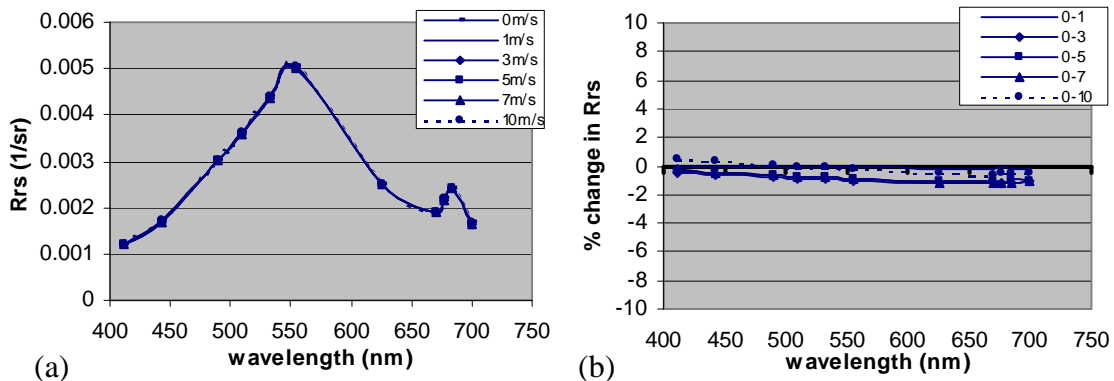 0.006
0.005
0.004
0.003
0.002
0.001
0
Rrs (1/sr)
0m/s
1m/s
3m/s
5m/s
7m/s
10m/s
400 450 500 550 600 650 700 750
wavelength (nm)
(a)
10
8
6
4
2
0
-2
-4
-6
-8
-10
% change in Rrs
0-1
0-3
0-5
0-7
0-10
400 450 500 550 600 650 700 750
wavelength (nm)
(b)